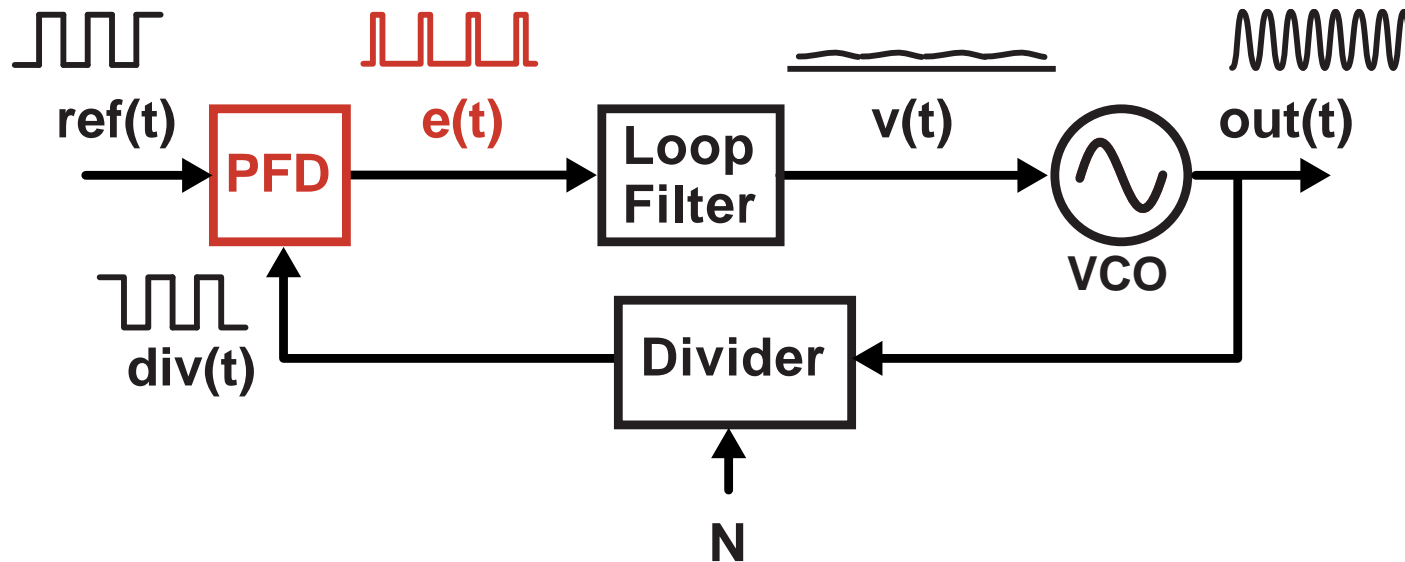 ref(t)
PFD
e(t)
Loop
Filter
v(t)
VCO
out(t)
div(t)
Divider
N